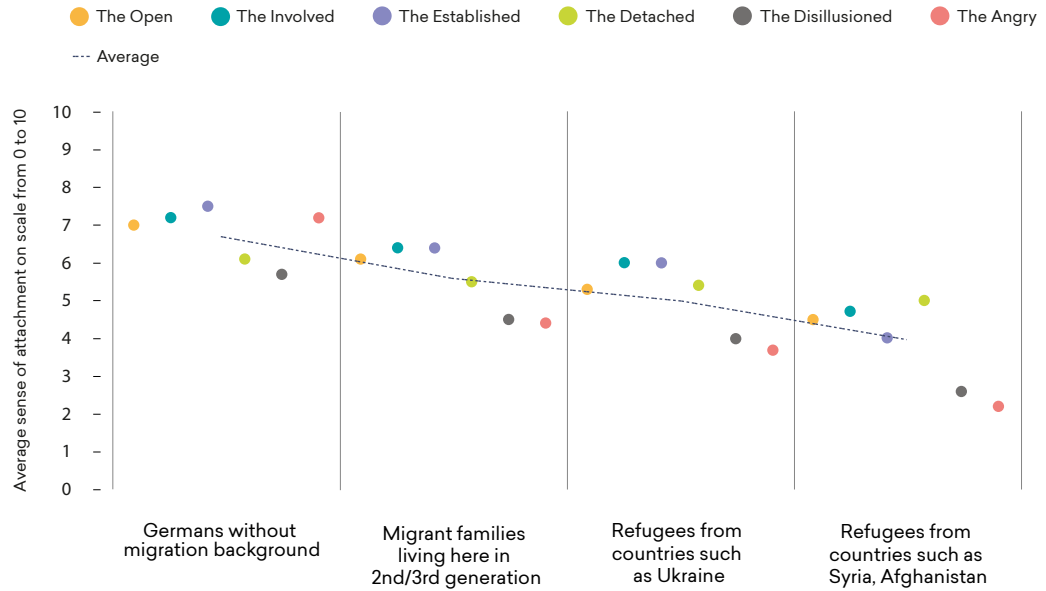 The Open The Involved The Established The Detached The Disillusioned The Angry
Average
Average sense of attachment on scale from 0 to 10
10
9
8
7
6
5
4
3
2
1
0
Germans without
migration background
Migrant families
living here in
2nd/3rd generation
Refugees from
countries such
as Ukraine
Refugees from
countries such as
Syria, Afghanistan